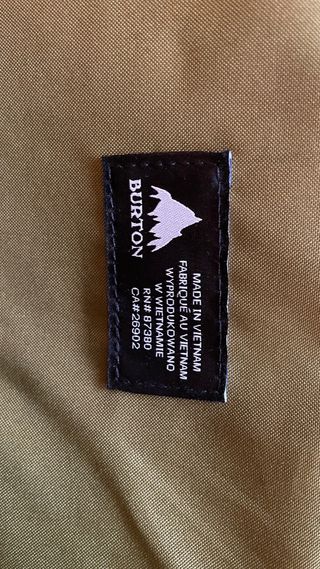 BURTON
MADE IN VIETNAM
FABRIQUÉ AU VIETNAM
WYPRODUKOWANO
W WIETNAMIE
RN# 87380
CA# 26902